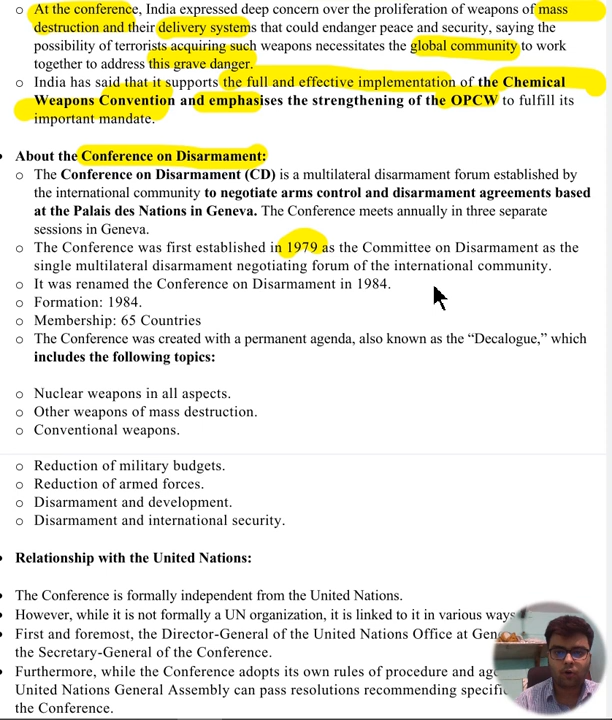 o At the conference, India expressed deep concern over the proliferation of weapons of mass
destruction and their delivery systems that could endanger peace and security, saying the
possibility of terrorists acquiring such weapons necessitates the global community to work
together to address this grave danger.
o India has said that it supports the full and effective implementation of the Chemical
Weapons Convention and emphasises the strengthening of the OPCW to fulfill its
important mandate.
• About the Conference on Disarmament:
o The Conference on Disarmament (CD) is a multilateral disarmament forum established by
the international community to negotiate arms control and disarmament agreements based
at the Palais des Nations in Geneva. The Conference meets annually in three separate
sessions in Geneva.
o The Conference was first established in 1979 as the Committee on Disarmament as the
single multilateral disarmament negotiating forum of the international community.
o It was renamed the Conference on Disarmament in 1984.
o Formation: 1984.
o Membership: 65 Countries
o The Conference was created with a permanent agenda, also known as the “Decalogue,” which
includes the following topics:
o Nuclear weapons in all aspects.
o Other weapons of mass destruction.
o Conventional weapons.
o Reduction of military budgets.
o Reduction of armed forces.
o Disarmament and development.
o Disarmament and international security.
• Relationship with the United Nations:
• The Conference is formally independent from the United Nations.
• However, while it is not formally a UN organization, it is linked to it in various ways
• First and foremost, the Director-General of the United Nations Office at
the Secretary-General of the Conference.
• Furthermore, while the Conference adopts its own rules of procedure and
United Nations General Assembly can pass resolutions recommending
the Conference.